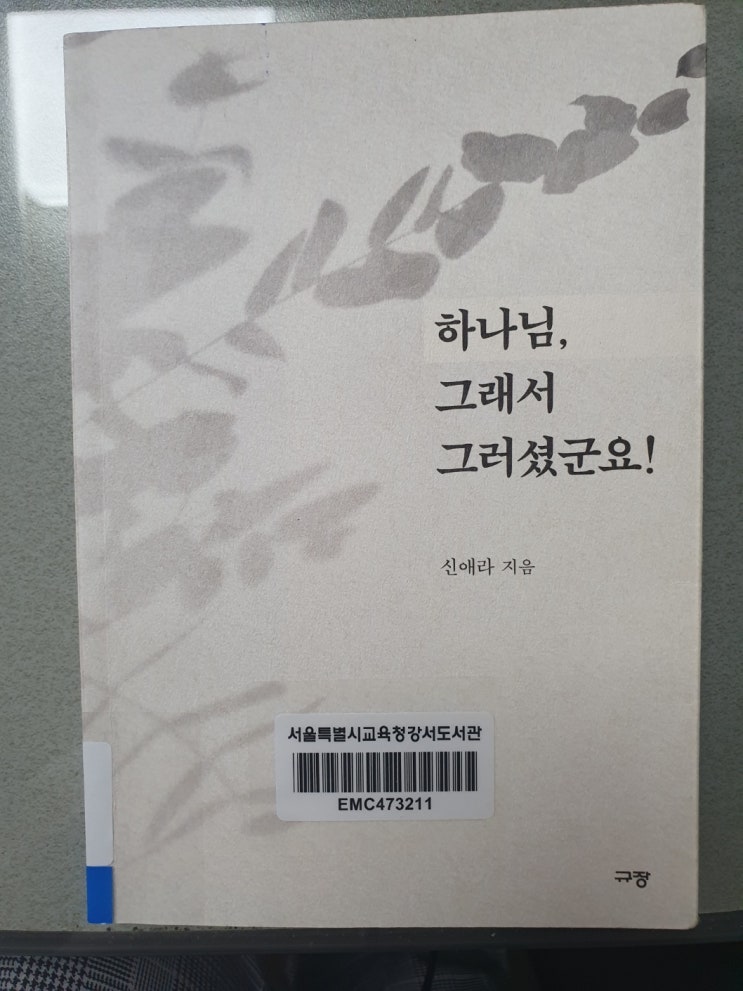 하나님,
그래서
그러셨군요!
신애라 지음
서울특별시교육청강서도서관
EMC473211
규장